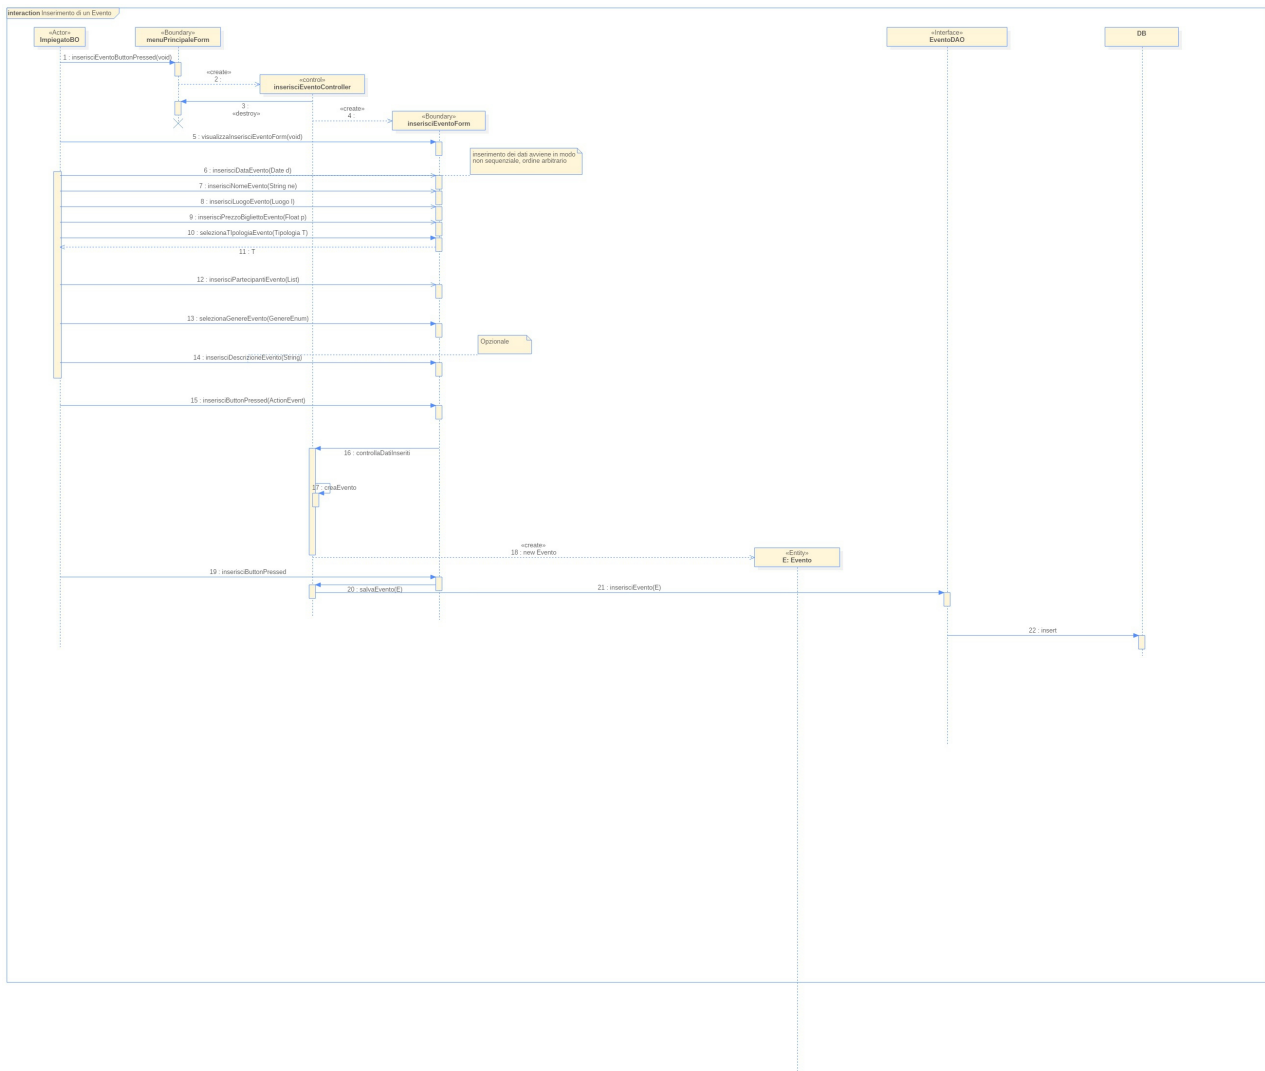 interaction Inserimento di un Evento
«Actor»
ImpiegatoBO
«Boundary»
menuPrincipaleForm
«Interface»
EventoDAO
DB
1 : inserisciEventoButtonPressed(void)
«create»
2 :
«control»
inserisciEventoController
3 :
«destroy»
«create»
4 :
«Boundary»
inserisciEventoForm
5 : visualizzaInserisciEventoForm(void)
inserimento dei dati avviene in modo
non sequenziale, ordine arbitrario
6 : inserisciDataEvento(Date d)
7 : inserisciNomeEvento(String ne)
8 : inserisciLuogoEvento(Luogo l)
9 : inserisciPrezzoBigliettoEvento(Float p)
10 : selezionaTIpologiaEvento(Tipologia T)
11 : T
12 : inserisciPartecipantiEvento(List)
13 : selezionaGenereEvento(GenereEnum)
Opzionale
14 : inserisciDescrizioneEvento(String)
15 : inserisciButtonPressed(ActionEvent)
16 : controllaDatiInseriti
17 : creaEvento
«create»
18 : new Evento
«Entity»
E: Evento
19 : inserisciButtonPressed
20 : salvaEvento(E)
21 : inserisciEvento(E)
22 : insert